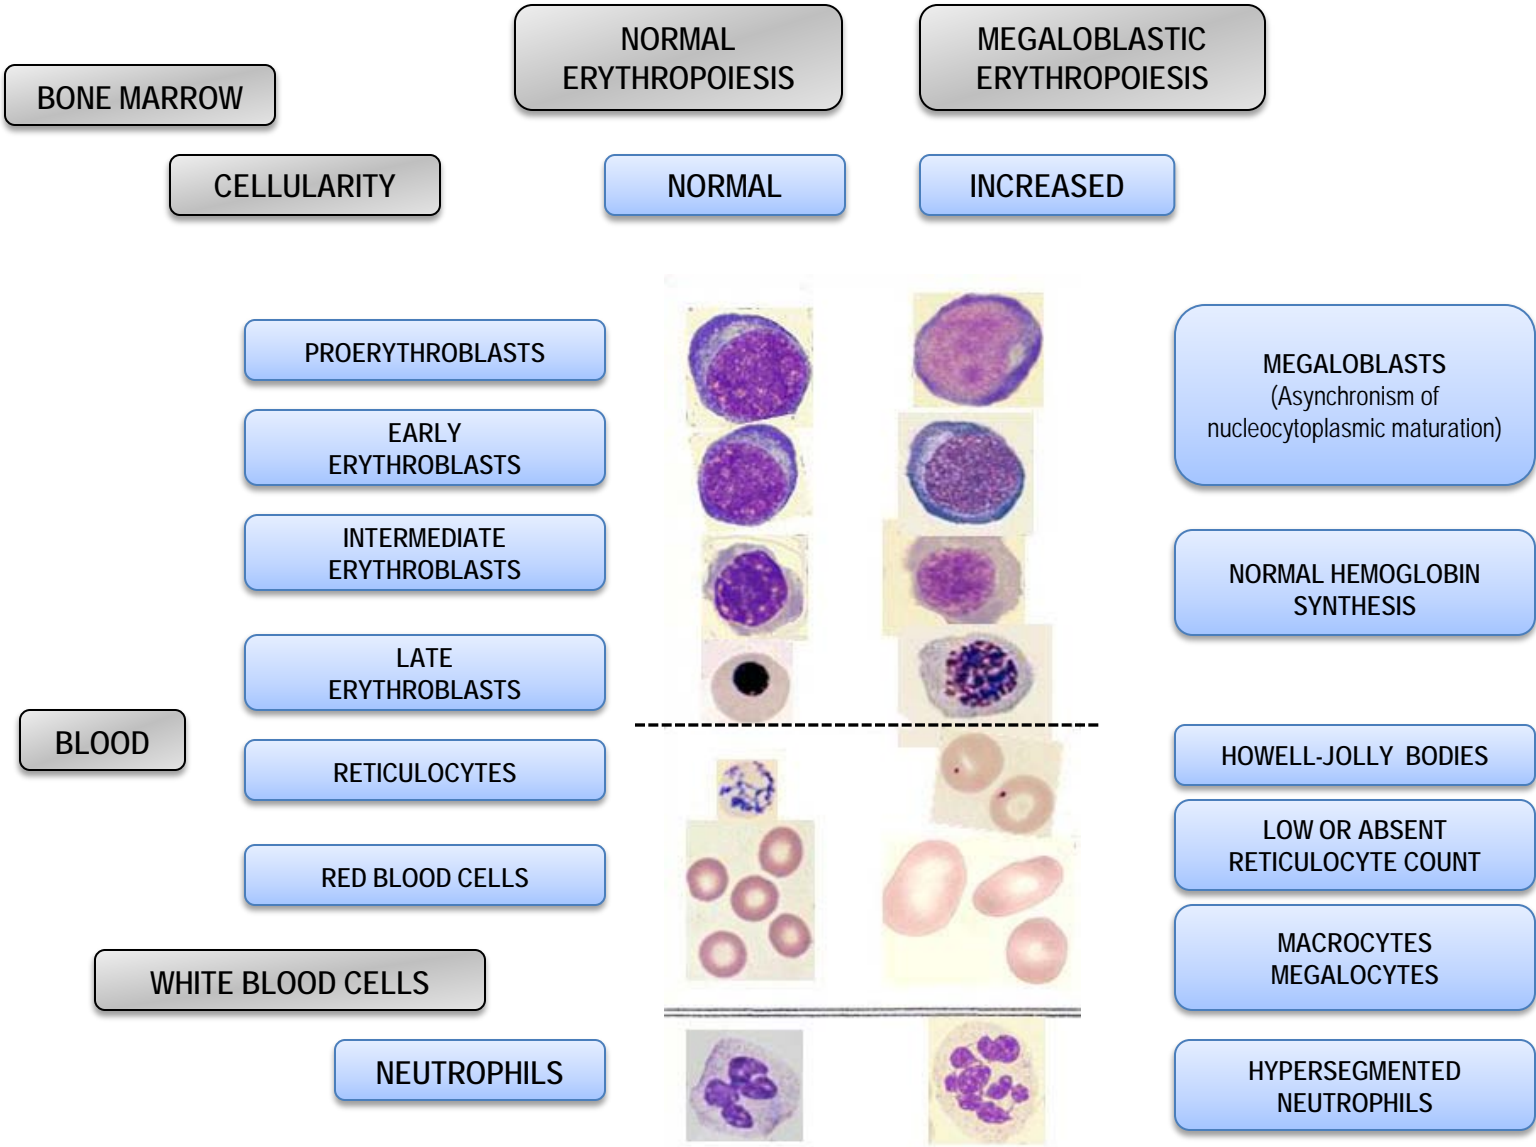 NORMAL
ERYTHROPOIESIS
MEGALOBLASTIC
ERYTHROPOIESIS
BONE MARROW
CELLULARITY
NORMAL
INCREASED
PROERYTHROBLASTS
MEGALOBLASTS
(Asynchronism of
nucleocytoplasmic maturation)
EARLY
ERYTHROBLASTS
INTERMEDIATE
ERYTHROBLASTS
NORMAL HEMOGLOBIN
SYNTHESIS
LATE
ERYTHROBLASTS
BLOOD
RETICULOCYTES
HOWELL-JOLLY BODIES
LOW OR ABSENT
RETICULOCYTE COUNT
RED BLOOD CELLS
MACROCYTES
MEGALOCYTES
WHITE BLOOD CELLS
NEUTROPHILS
HYPERSEGMENTED
NEUTROPHILS